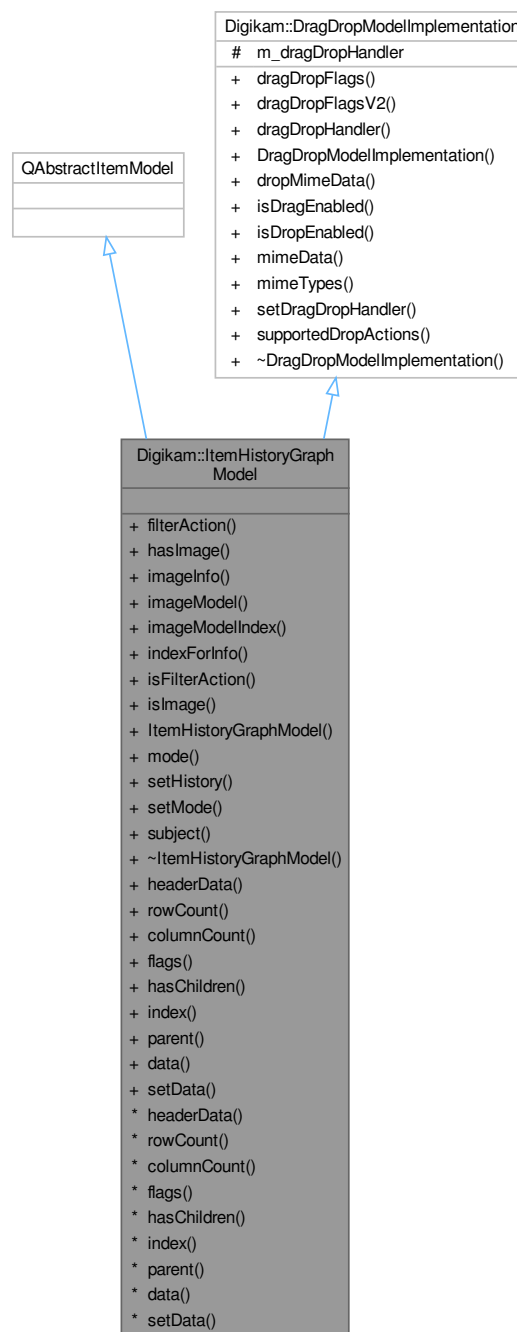 Digikam::DragDropModelImplementation
# m_dragDropHandler
+ dragDropFlags()
+ dragDropFlagsV2()
+ dragDropHandler()
+ DragDropModelImplementation()
+ dropMimeData()
+ isDragEnabled()
+ isDropEnabled()
+ mimeData()
+ mimeTypes()
+ setDragDropHandler()
+ supportedDropActions()
+ ~DragDropModelImplementation()
QAbstractItemModel
Digikam::ItemHistoryGraph
Model
+ filterAction()
+ hasImage()
+ imageInfo()
+ imageModel()
+ imageModelIndex()
+ indexForInfo()
+ isFilterAction()
+ isImage()
+ ItemHistoryGraphModel()
+ mode()
+ setHistory()
+ setMode()
+ subject()
+ ~ItemHistoryGraphModel()
+ headerData()
+ rowCount()
+ columnCount()
+ flags()
+ hasChildren()
+ index()
+ parent()
+ data()
+ setData()
* headerData()
* rowCount()
* columnCount()
* flags()
* hasChildren()
* index()
* parent()
* data()
* setData()